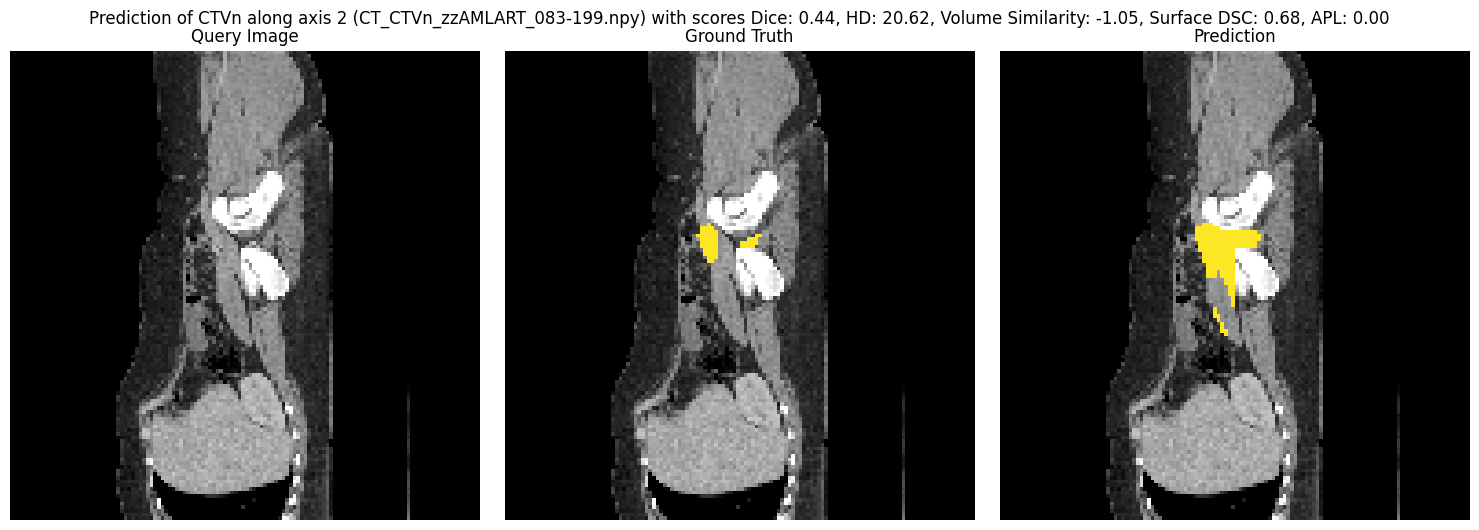 Prediction of CTVn along axis 2 (CT_CTVn_zzAMLART_083-199.npy) with scores Dice: 0.44, HD: 20.62, Volume Similarity: -1.05, Surface DSC: 0.68, APL: 0.00
Query Image
Ground Truth
Prediction